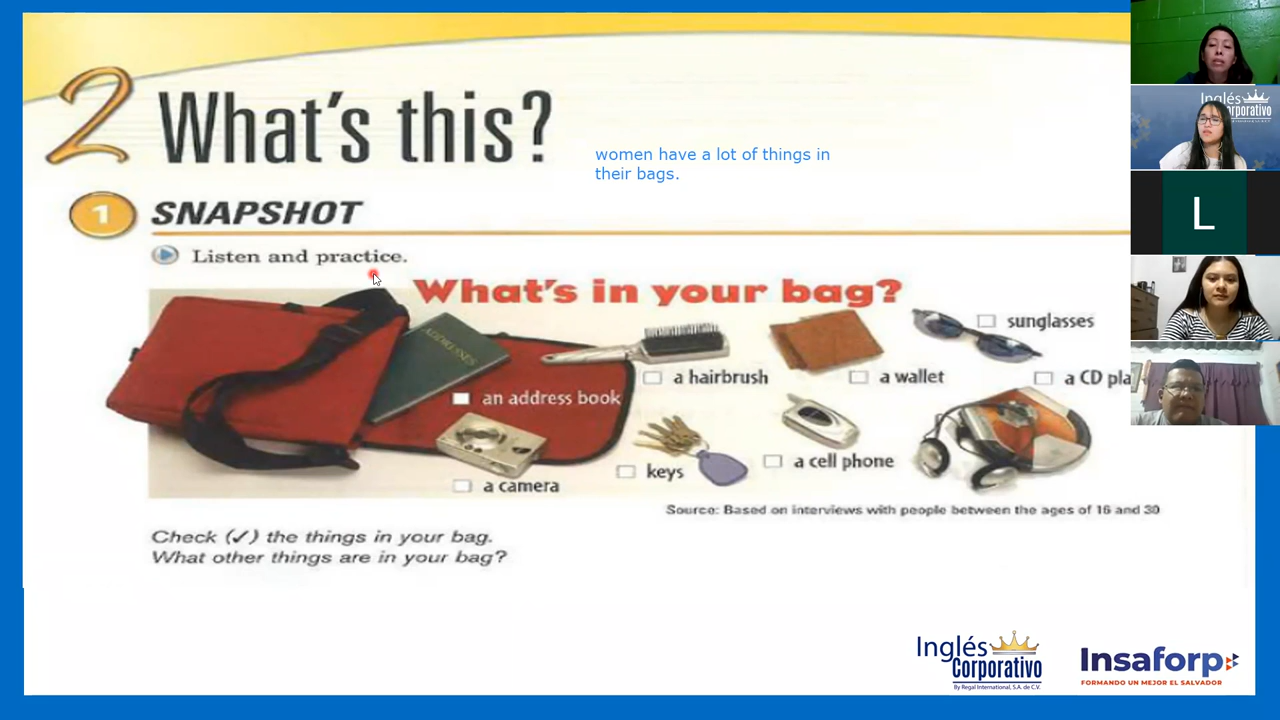 2 What's this?
women have a lot of things in
their bags.
1 SNAPSHOT
Listen and practice.
What's in your bag?
ADDRESSES
an address book
a hairbrush
a wallet
sunglasses
a CD pla
a camera
keys
a cell phone
Source: Based on interviews with people between the ages of 16 and 30
Check (✓) the things in your bag.
What other things are in your bag?
Inglés
Corporativo
By Regal International, S.A. de C.V.
Insaforp
FORMANDO UN MEJOR EL SALVADOR
Inglés
Corporativo
L